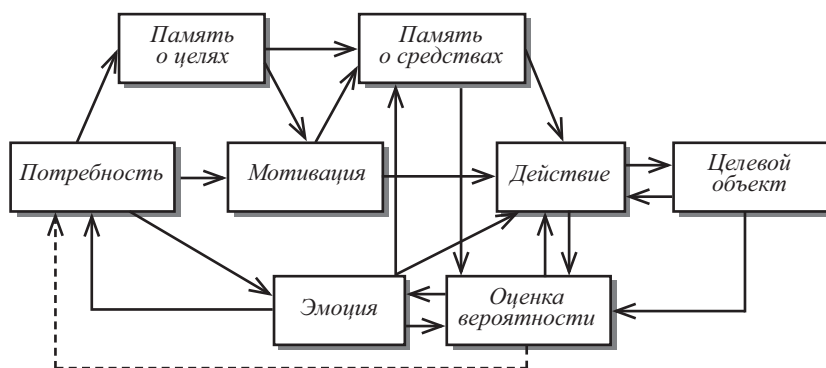 Память
о целях
Память
о средствах
Потребность
Мотивация
Действие
Целевой
объект
Эмоция
Оценка
вероятности